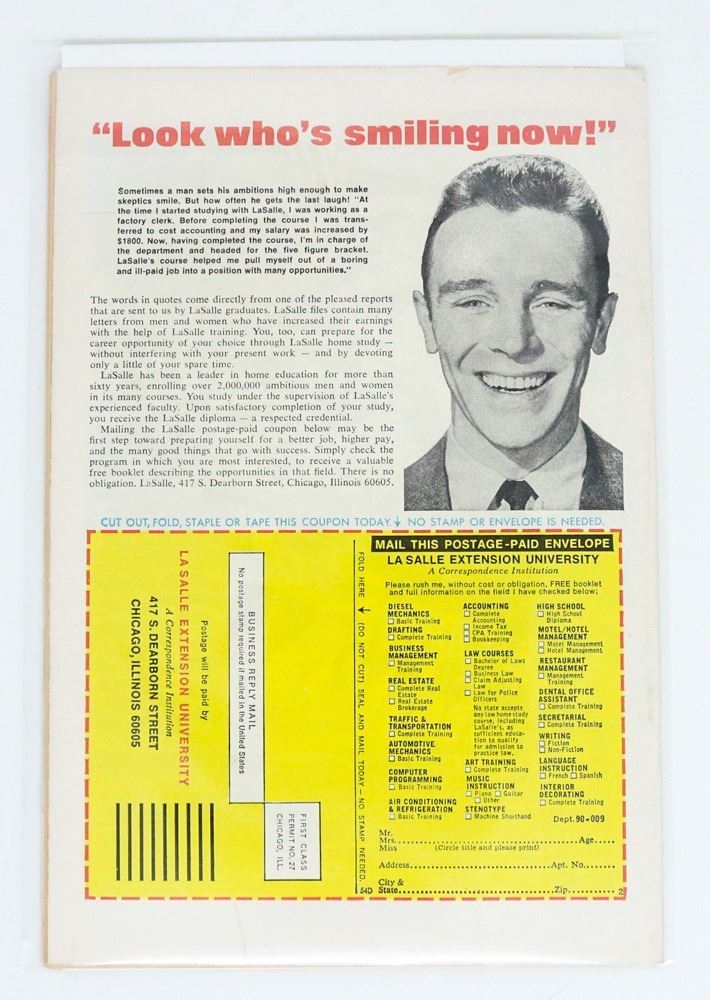 “Look who’s smiling now!”
Sometimes a man sets his ambitions high enough to make
skeptics smile. But how often he gets the last laugh! “At
the time I started studying with LaSalle, I was working as a
factory clerk. Before completing the course I was trans-
ferred to cost accounting and my salary was increased by
$1800. Now, having completed the course, I’m in charge of
the department and headed for the five figure bracket.
LaSalle’s course helped me pull myself out of a boring
and ill-paid job into a position with many opportunities.”
The words in quotes come directly from one of the pleased reports
that are sent to us by LaSalle graduates. LaSalle files contain many
letters from men and women who have increased their earnings
with the help of LaSalle training. You, too, can prepare for the
career opportunity of your choice through LaSalle home study —
without interfering with your present work — and by devoting
only a little of your spare time.
LaSalle has been a leader in home education for more than
sixty years, enrolling over 2,000,000 ambitious men and women
in its many courses. You study under the supervision of LaSalle’s
experienced faculty. Upon satisfactory completion of your study,
you receive the LaSalle diploma — a respected credential.
Mailing the LaSalle postage-paid coupon below may be the
first step toward preparing yourself for a better job, higher pay,
and the many good things that go with success. Simply check the
program in which you are most interested, to receive a valuable
free booklet describing the opportunities in that field. There is no
obligation. LaSalle, 417 S. Dearborn Street, Chicago, Illinois 60605.
CUT OUT, FOLD, STAPLE OR TAPE THIS COUPON TODAY. NO STAMP OR ENVELOPE IS NEEDED.
BUSINESS REPLY MAIL
No postage stamp required if mailed in the United States
Postage will be paid by
LA SALLE EXTENSION UNIVERSITY
A Correspondence Institution
417 S. DEARBORN STREET
CHICAGO, ILLINOIS 60605
FIRST CLASS
PERMIT NO. 27
CHICAGO, ILL.
FOLD HERE → (DO NOT CUT) SEAL AND MAIL TODAY—NO STAMP NEEDED.
54D
MAIL THIS POSTAGE-PAID ENVELOPE
LA SALLE EXTENSION UNIVERSITY
A Correspondence Institution
Please rush me, without cost or obligation, FREE booklet
and full information on the field I have checked below:
DIESEL
MECHANICS
Basic Training
DRAFTING
Complete Training
BUSINESS
MANAGEMENT
Management
Training
REAL ESTATE
Complete Real
Estate
Real Estate
Brokerage
TRAFFIC &
TRANSPORTATION
Complete Training
AUTOMOTIVE
MECHANICS
Basic Training
COMPUTER
PROGRAMMING
Basic Training
AIR CONDITIONING
& REFRIGERATION
Basic Training
ACCOUNTING
Complete
Accounting
Income Tax
CPA Training
Bookkeeping
LAW COURSES
Bachelor of Laws
Degree
Business Law
Claim Adjusting
Law
Law for Police
Officers
No state accepts
any law home study
course, including
LaSalle’s, as
sufficient educa-
tion to qualify
for admission to
practice law.
ART TRAINING
Complete Training
MUSIC
INSTRUCTION
Piano Guitar
Other
STENOTYPE
Machine Shorthand
HIGH SCHOOL
High School
Diploma
MOTEL/HOTEL
MANAGEMENT
Motel Management
Hotel Management
RESTAURANT
MANAGEMENT
Management
Training
DENTAL OFFICE
ASSISTANT
Complete Training
SECRETARIAL
Complete Training
WRITING
Fiction
Non-Fiction
LANGUAGE
INSTRUCTION
French Spanish
INTERIOR
DECORATING
Complete Training
Dept. 90-009
Mr.
Mrs. Age
Miss (Circle title and please print)
Address Apt. No.
City &
State Zip 2